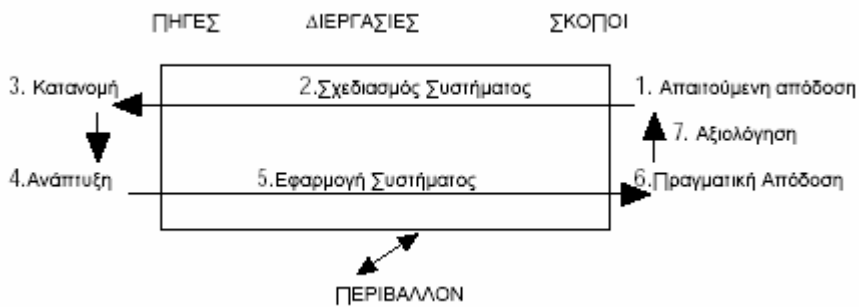 ΠΗΓΕΣ ΔΙΕΡΓΑΣΙΕΣ ΣΚΟΠΟΙ
3. Κατανομή 2.Σχεδιασμός Συστήματος 1. Απαιτούμενη απόδοση
7. Αξιολόγηση
4.Ανάπτυξη 5.Εφαρμογή Συστήματος 6.Πραγματική Απόδοση
ΠΕΡΙΒΑΛΛΟΝ